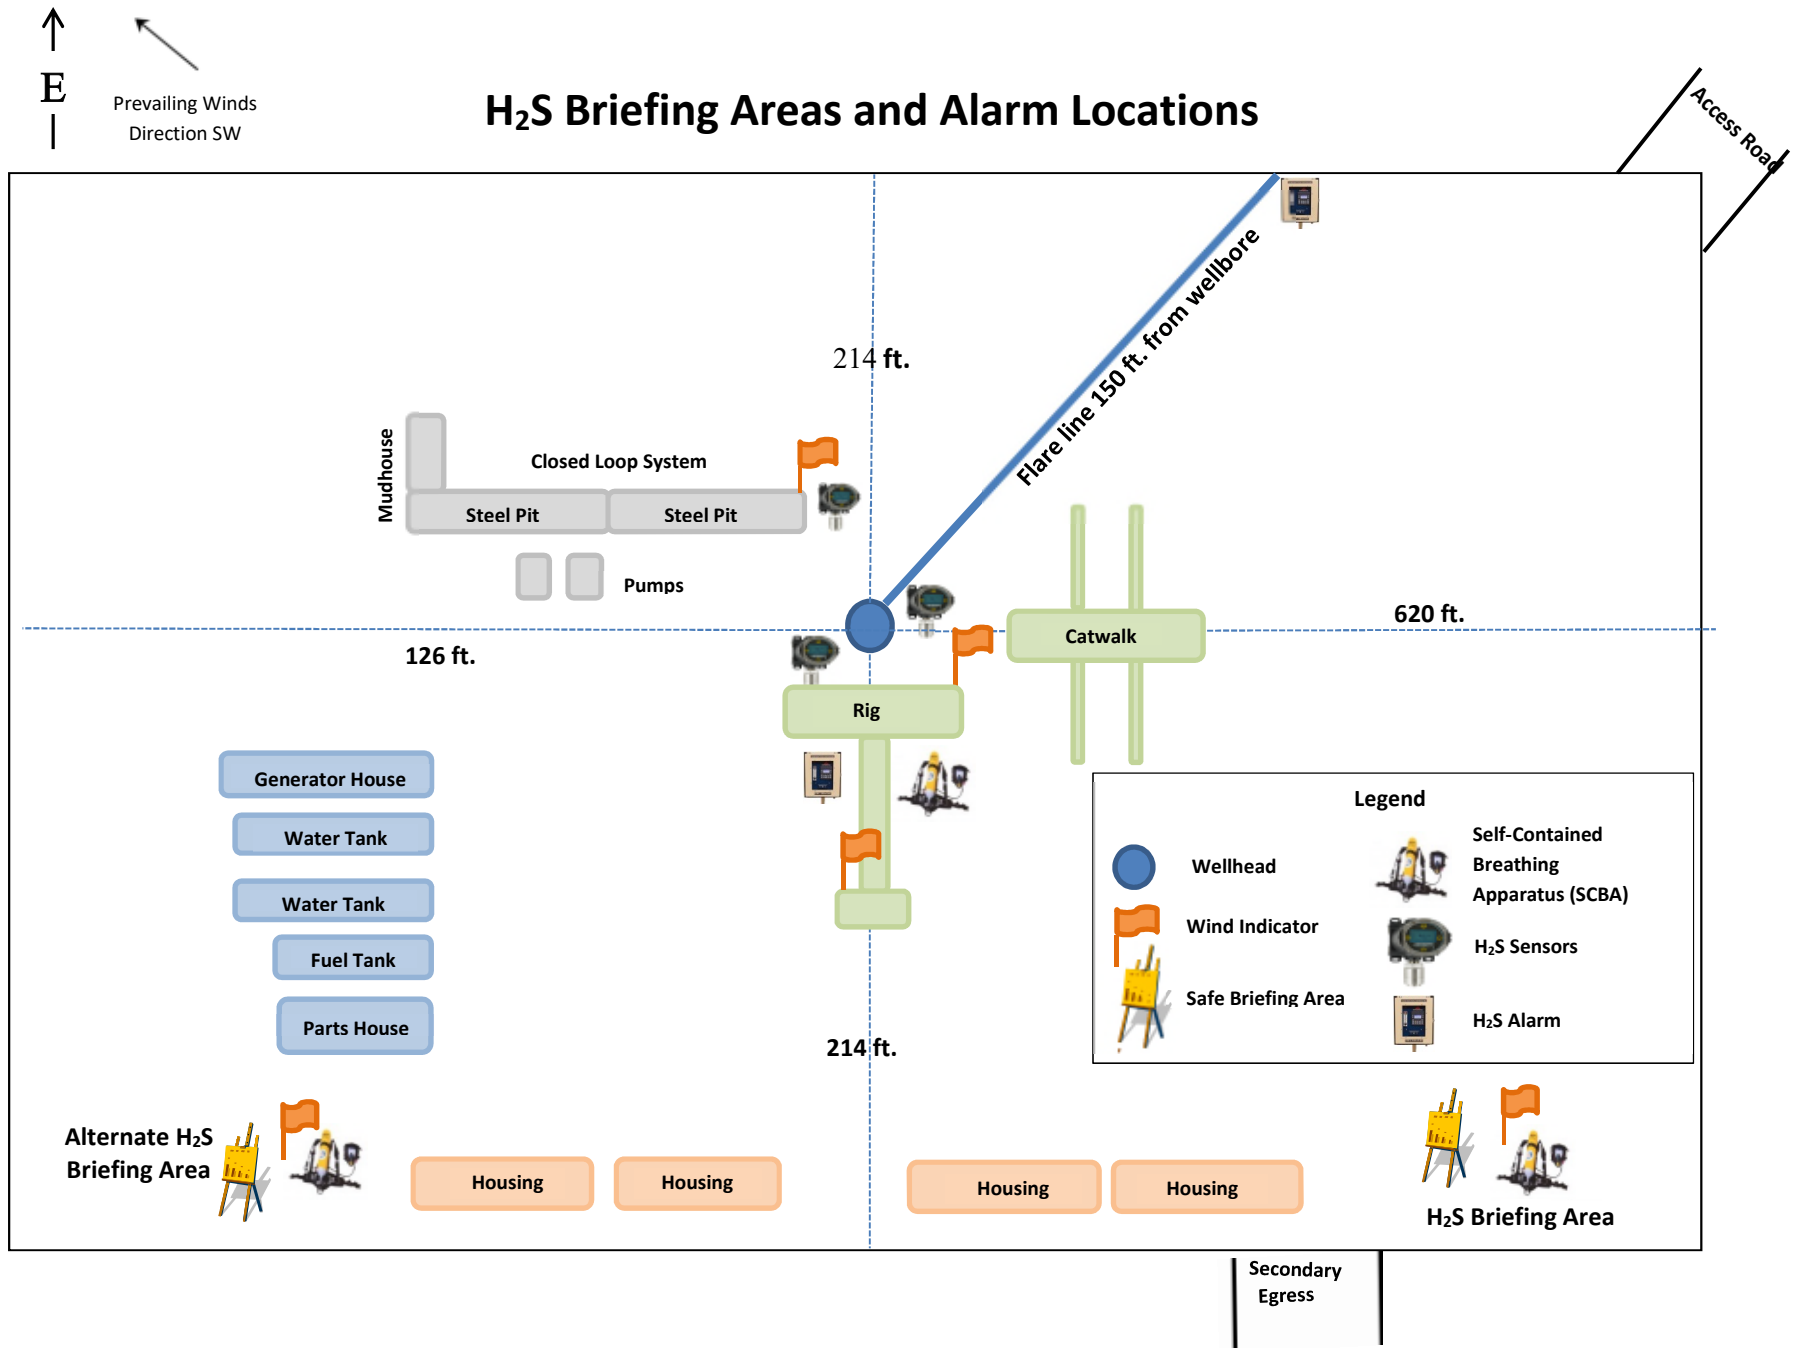 E
Prevailing Winds
Direction SW
H₂S Briefing Areas and Alarm Locations
Access Road
214 ft.
Flare line 150 ft. from wellbore
Mudhouse
Closed Loop System
Steel Pit
Steel Pit
Pumps
126 ft.
620 ft.
Catwalk
Rig
Generator House
Water Tank
Water Tank
Fuel Tank
Parts House
214 ft.
Legend
Wellhead
Wind Indicator
Safe Briefing Area
Self-Contained
Breathing
Apparatus (SCBA)
H₂S Sensors
H₂S Alarm
Alternate H₂S
Briefing Area
Housing
Housing
Housing
Housing
H₂S Briefing Area
Secondary
Egress